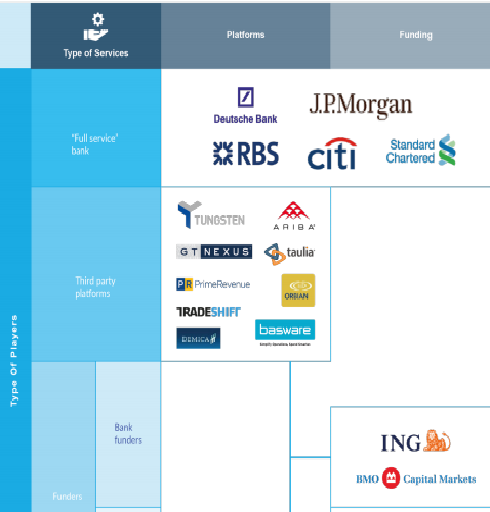 Type of Services
Platforms
Funding
"Full service"
bank
Deutsche Bank
J.P.Morgan
RBS
citi
Standard
Chartered
Third party
platforms
TUNGSTEN
ARIBA
GT NEXUS
taulia
PR PrimeRevenue
ORBIAN
TRADESHIFT
DEMICA
basware
Type Of Players
Funders
Bank
funders
ING
BMO Capital Markets